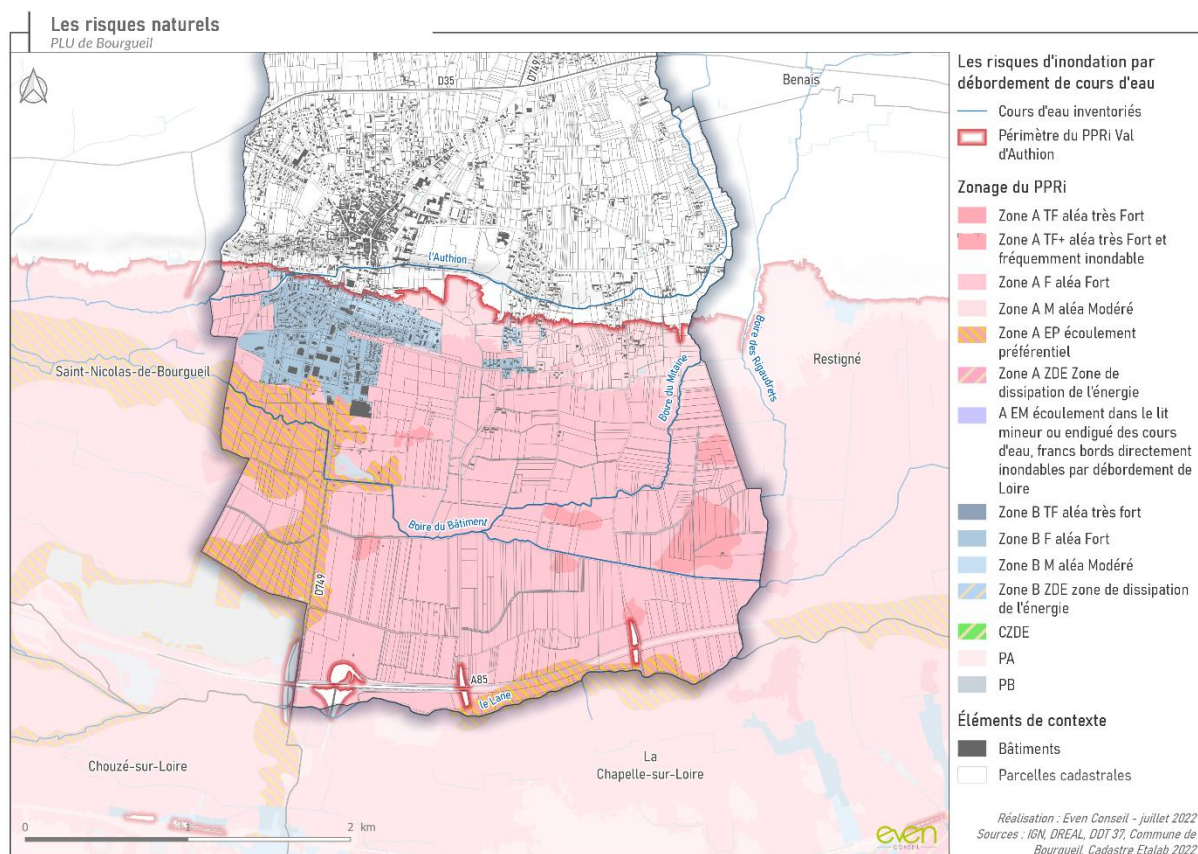 Les risques naturels
PLU de Bourgueil
D35
D749
Benais
l'Authion
Boire des Rigaudrets
Restigné
Saint-Nicolas-de-Bourgueil
Boire du Mitaine
Boire du Bâtiment
D749
A85
le Lane
Chouzé-sur-Loire
La
Chapelle-sur-Loire
0 1 2 km
even
CONSEIL
Les risques d'inondation par
débordement de cours d'eau
Cours d'eau inventoriés
Périmètre du PPRi Val
d'Authion
Zonage du PPRi
Zone A TF aléa très Fort
Zone A TF+ aléa très Fort et
fréquemment inondable
Zone A F aléa Fort
Zone A M aléa Modéré
Zone A EP écoulement
préférentiel
Zone A ZDE Zone de
dissipation de l'énergie
A EM écoulement dans le lit
mineur ou endigué des cours
d'eau, francs bords directement
inondables par débordement de
Loire
Zone B TF aléa très fort
Zone B F aléa Fort
Zone B M aléa Modéré
Zone B ZDE zone de dissipation
de l'énergie
CZDE
PA
PB
Éléments de contexte
Bâtiments
Parcelles cadastrales
Réalisation : Even Conseil - juillet 2022
Sources : IGN, DREAL, DDT 37, Commune de
Bourgueil, Cadastre Etalab 2022